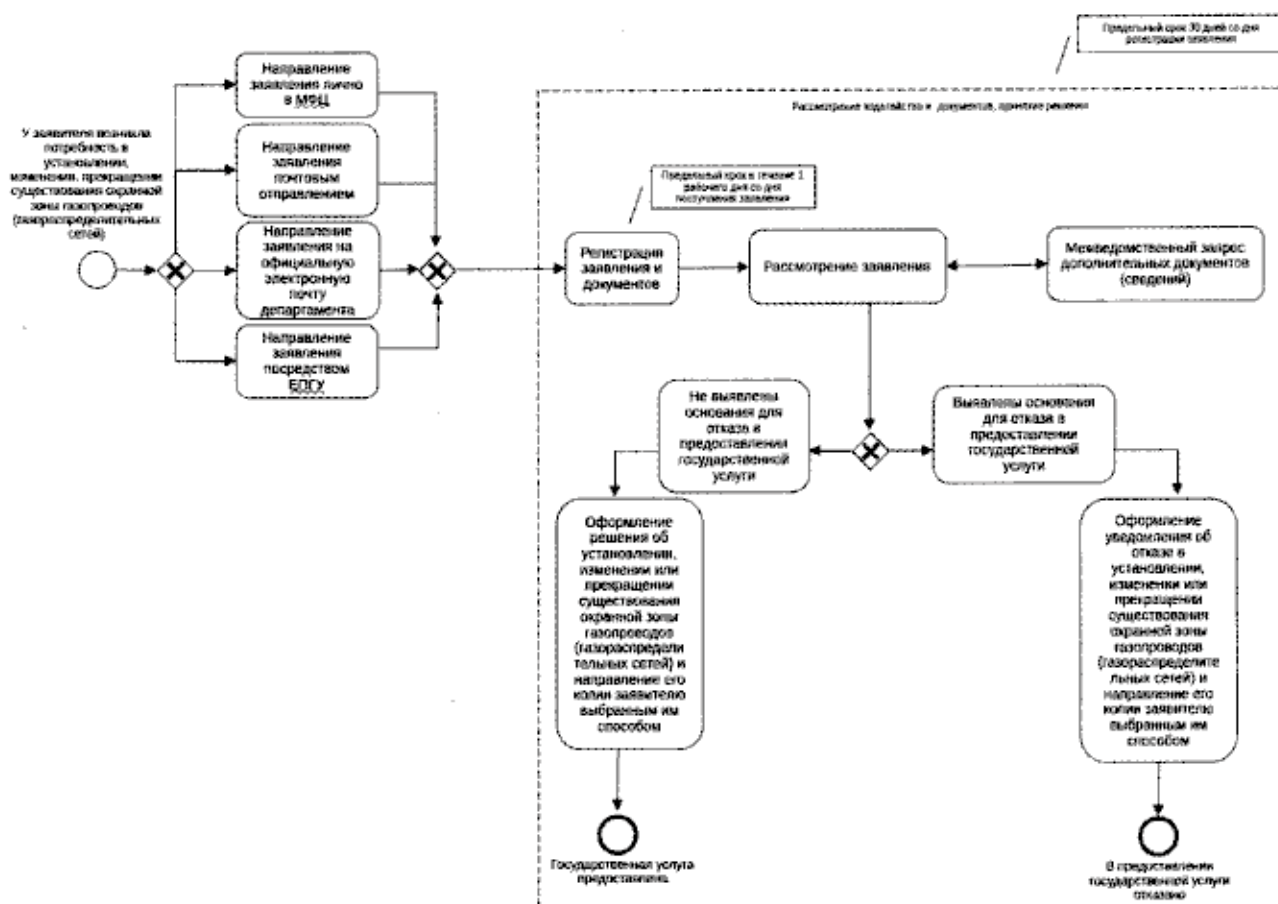 Предельный срок 30 дней со дня
регистрации заявления
Рассмотрение ходатайства и документов, принятие решения
Направление
заявления лично
в МФЦ
У заявителя возникла
потребность в
установлении,
изменении, прекращении
существования охранной
зоны газопроводов
(газораспределительных
сетей)
Направление
заявления
почтовым
отправлением
Направление
заявления на
официальную
электронную
почту
департамента
Направление
заявления
посредством
ЕПГУ
Предельный срок в течение 1
рабочего дня со дня
поступления заявления
Регистрация
заявления и
документов
Рассмотрение заявления
Межведомственный запрос
дополнительных документов
(сведений)
Не выявлены
основания для
отказа в
предоставлении
государственной
услуги
Выявлены основания
для отказа в
предоставлении
государственной
услуги
Оформление
решения об
установлении,
изменении или
прекращении
существования
охранной зоны
газопроводов
(газораспредели
тельных сетей) и
направление его
копии заявителю
выбранным им
способом
Оформление
уведомления об
отказе в
установлении,
изменении или
прекращении
существования
охранной зоны
газопроводов
(газораспределите
льных сетей) и
направление его
копии заявителю
выбранным им
способом
Государственная услуга
предоставлена
В предоставлении
государственной услуги
отказано